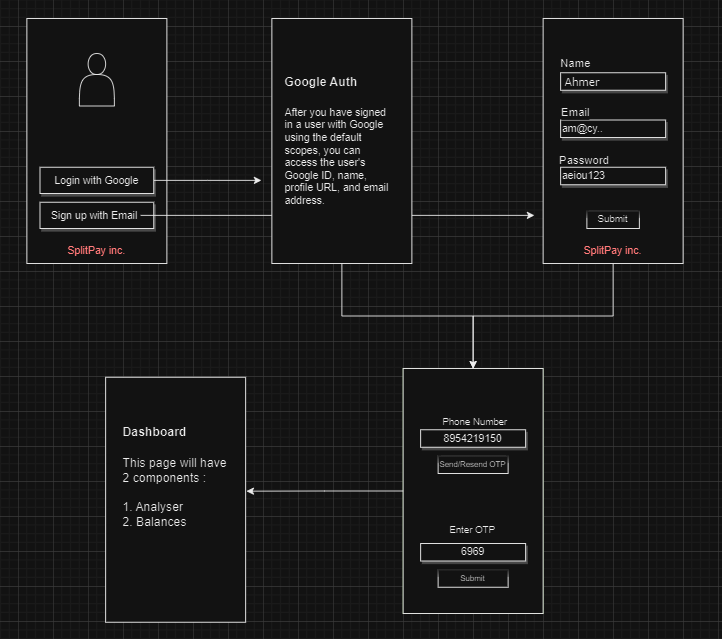 Login with Google
Sign up with Email
SplitPay inc.
Google Auth
After you have signed
in a user with Google
using the default
scopes, you can
access the user's
Google ID, name,
profile URL, and email
address.
Name
Ahmer
Email
am@cy..
Password
aeiou123
Submit
SplitPay inc.
Phone Number
8954219150
Send/Resend OTP
Enter OTP
6969
Submit
Dashboard
This page will have
2 components :
1. Analyser
2. Balances